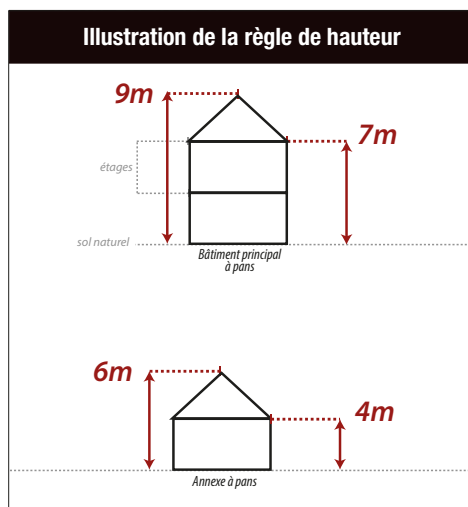 Illustration de la règle de hauteur
9m
7m
étages
sol naturel
Bâtiment principal
à pans
6m
4m
Annexe à pans